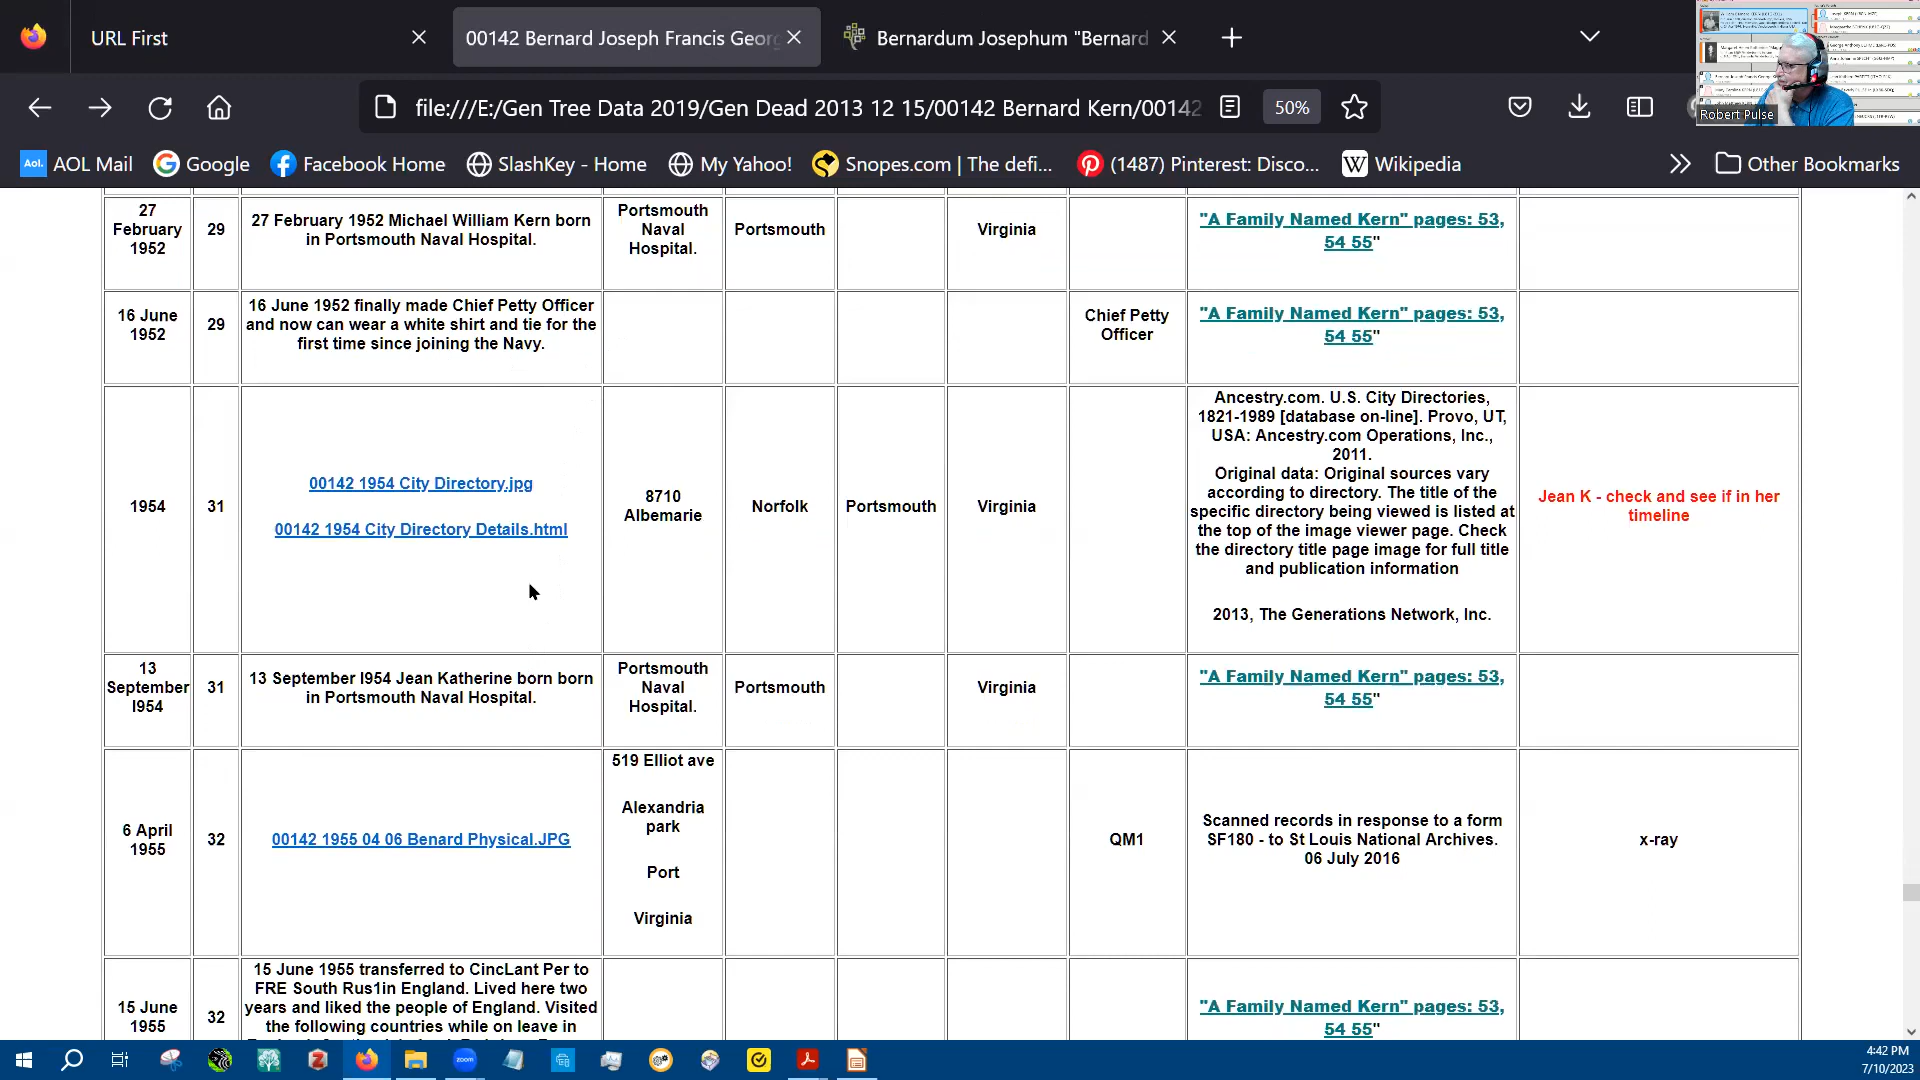 URL First
00142 Bernard Joseph Francis Geor
Bernardum Josephum "Bernard
file:///E:/Gen Tree Data 2019/Gen Dead 2013 12 15/00142 Bernard Kern/00142
50%
Robert Pulse
Aol.
AOL Mail
Google
Facebook Home
SlashKey - Home
My Yahoo!
Snopes.com | The defi...
(1487) Pinterest: Disco...
W
Wikipedia
Other Bookmarks
27
February
1952
29
27 February 1952 Michael William Kern born
in Portsmouth Naval Hospital.
Portsmouth
Naval
Hospital.
Portsmouth
Virginia
"A Family Named Kern" pages: 53,
54 55"
16 June
1952
29
16 June 1952 finally made Chief Petty Officer
and now can wear a white shirt and tie for the
first time since joining the Navy.
Chief Petty
Officer
"A Family Named Kern" pages: 53,
54 55"
1954
31
00142 1954 City Directory.jpg
00142 1954 City Directory Details.html
8710
Albemarie
Norfolk
Portsmouth
Virginia
Ancestry.com. U.S. City Directories,
1821-1989 [database on-line]. Provo, UT,
USA: Ancestry.com Operations, Inc.,
2011.
Original data: Original sources vary
according to directory. The title of the
specific directory being viewed is listed at
the top of the image viewer page. Check
the directory title page image for full title
and publication information
2013, The Generations Network, Inc.
Jean K - check and see if in her
timeline
13
September
I954
31
13 September I954 Jean Katherine born born
in Portsmouth Naval Hospital.
Portsmouth
Naval
Hospital.
Portsmouth
Virginia
"A Family Named Kern" pages: 53,
54 55"
6 April
1955
32
00142 1955 04 06 Benard Physical.JPG
519 Elliot ave
Alexandria
park
Port
Virginia
QM1
Scanned records in response to a form
SF180 - to St Louis National Archives.
06 July 2016
x-ray
15 June
1955
32
15 June 1955 transferred to CincLant Per to
FRE South Rus1in England. Lived here two
years and liked the people of England. Visited
the following countries while on leave in
"A Family Named Kern" pages: 53,
54 55"
zoom
4:42 PM
7/10/2023